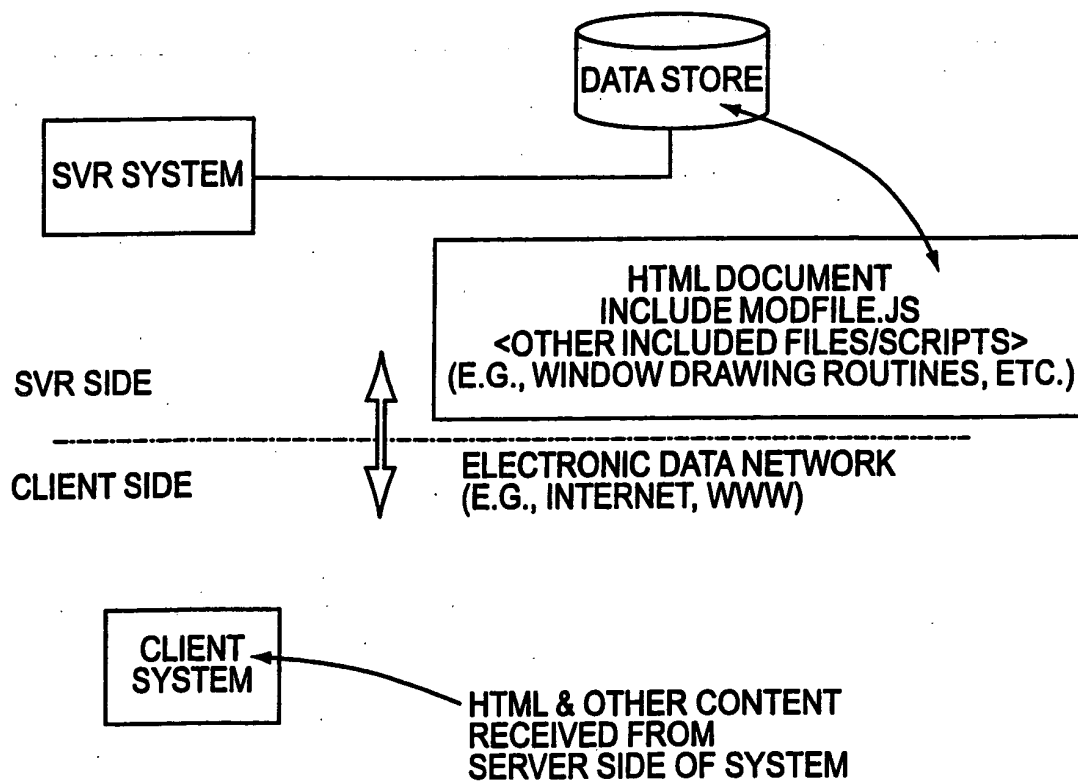 DATA STORE
SVR SYSTEM
HTML DOCUMENT
INCLUDE MODFILE.JS
<OTHER INCLUDED FILES/SCRIPTS>
(E.G., WINDOW DRAWING ROUTINES, ETC.)
SVR SIDE
CLIENT SIDE
ELECTRONIC DATA NETWORK
(E.G., INTERNET, WWW)
CLIENT
SYSTEM
HTML & OTHER CONTENT
RECEIVED FROM
SERVER SIDE OF SYSTEM